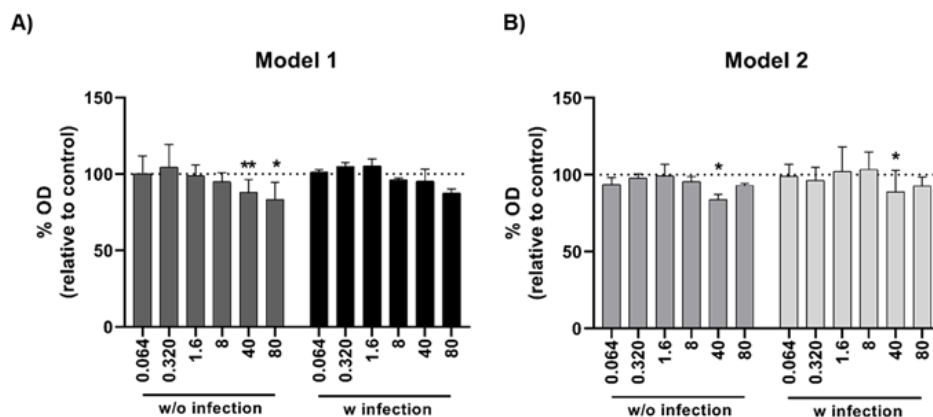 A)
Model 1
% OD
(relative to control)
150
100
50
0
** *
0.064 0.320 1.6 8 40 80 0.064 0.320 1.6 8 40 80
w/o infection w infection
B)
Model 2
% OD
(relative to control)
150
100
50
0
* *
0.064 0.320 1.6 8 40 80 0.064 0.320 1.6 8 40 80
w/o infection w infection